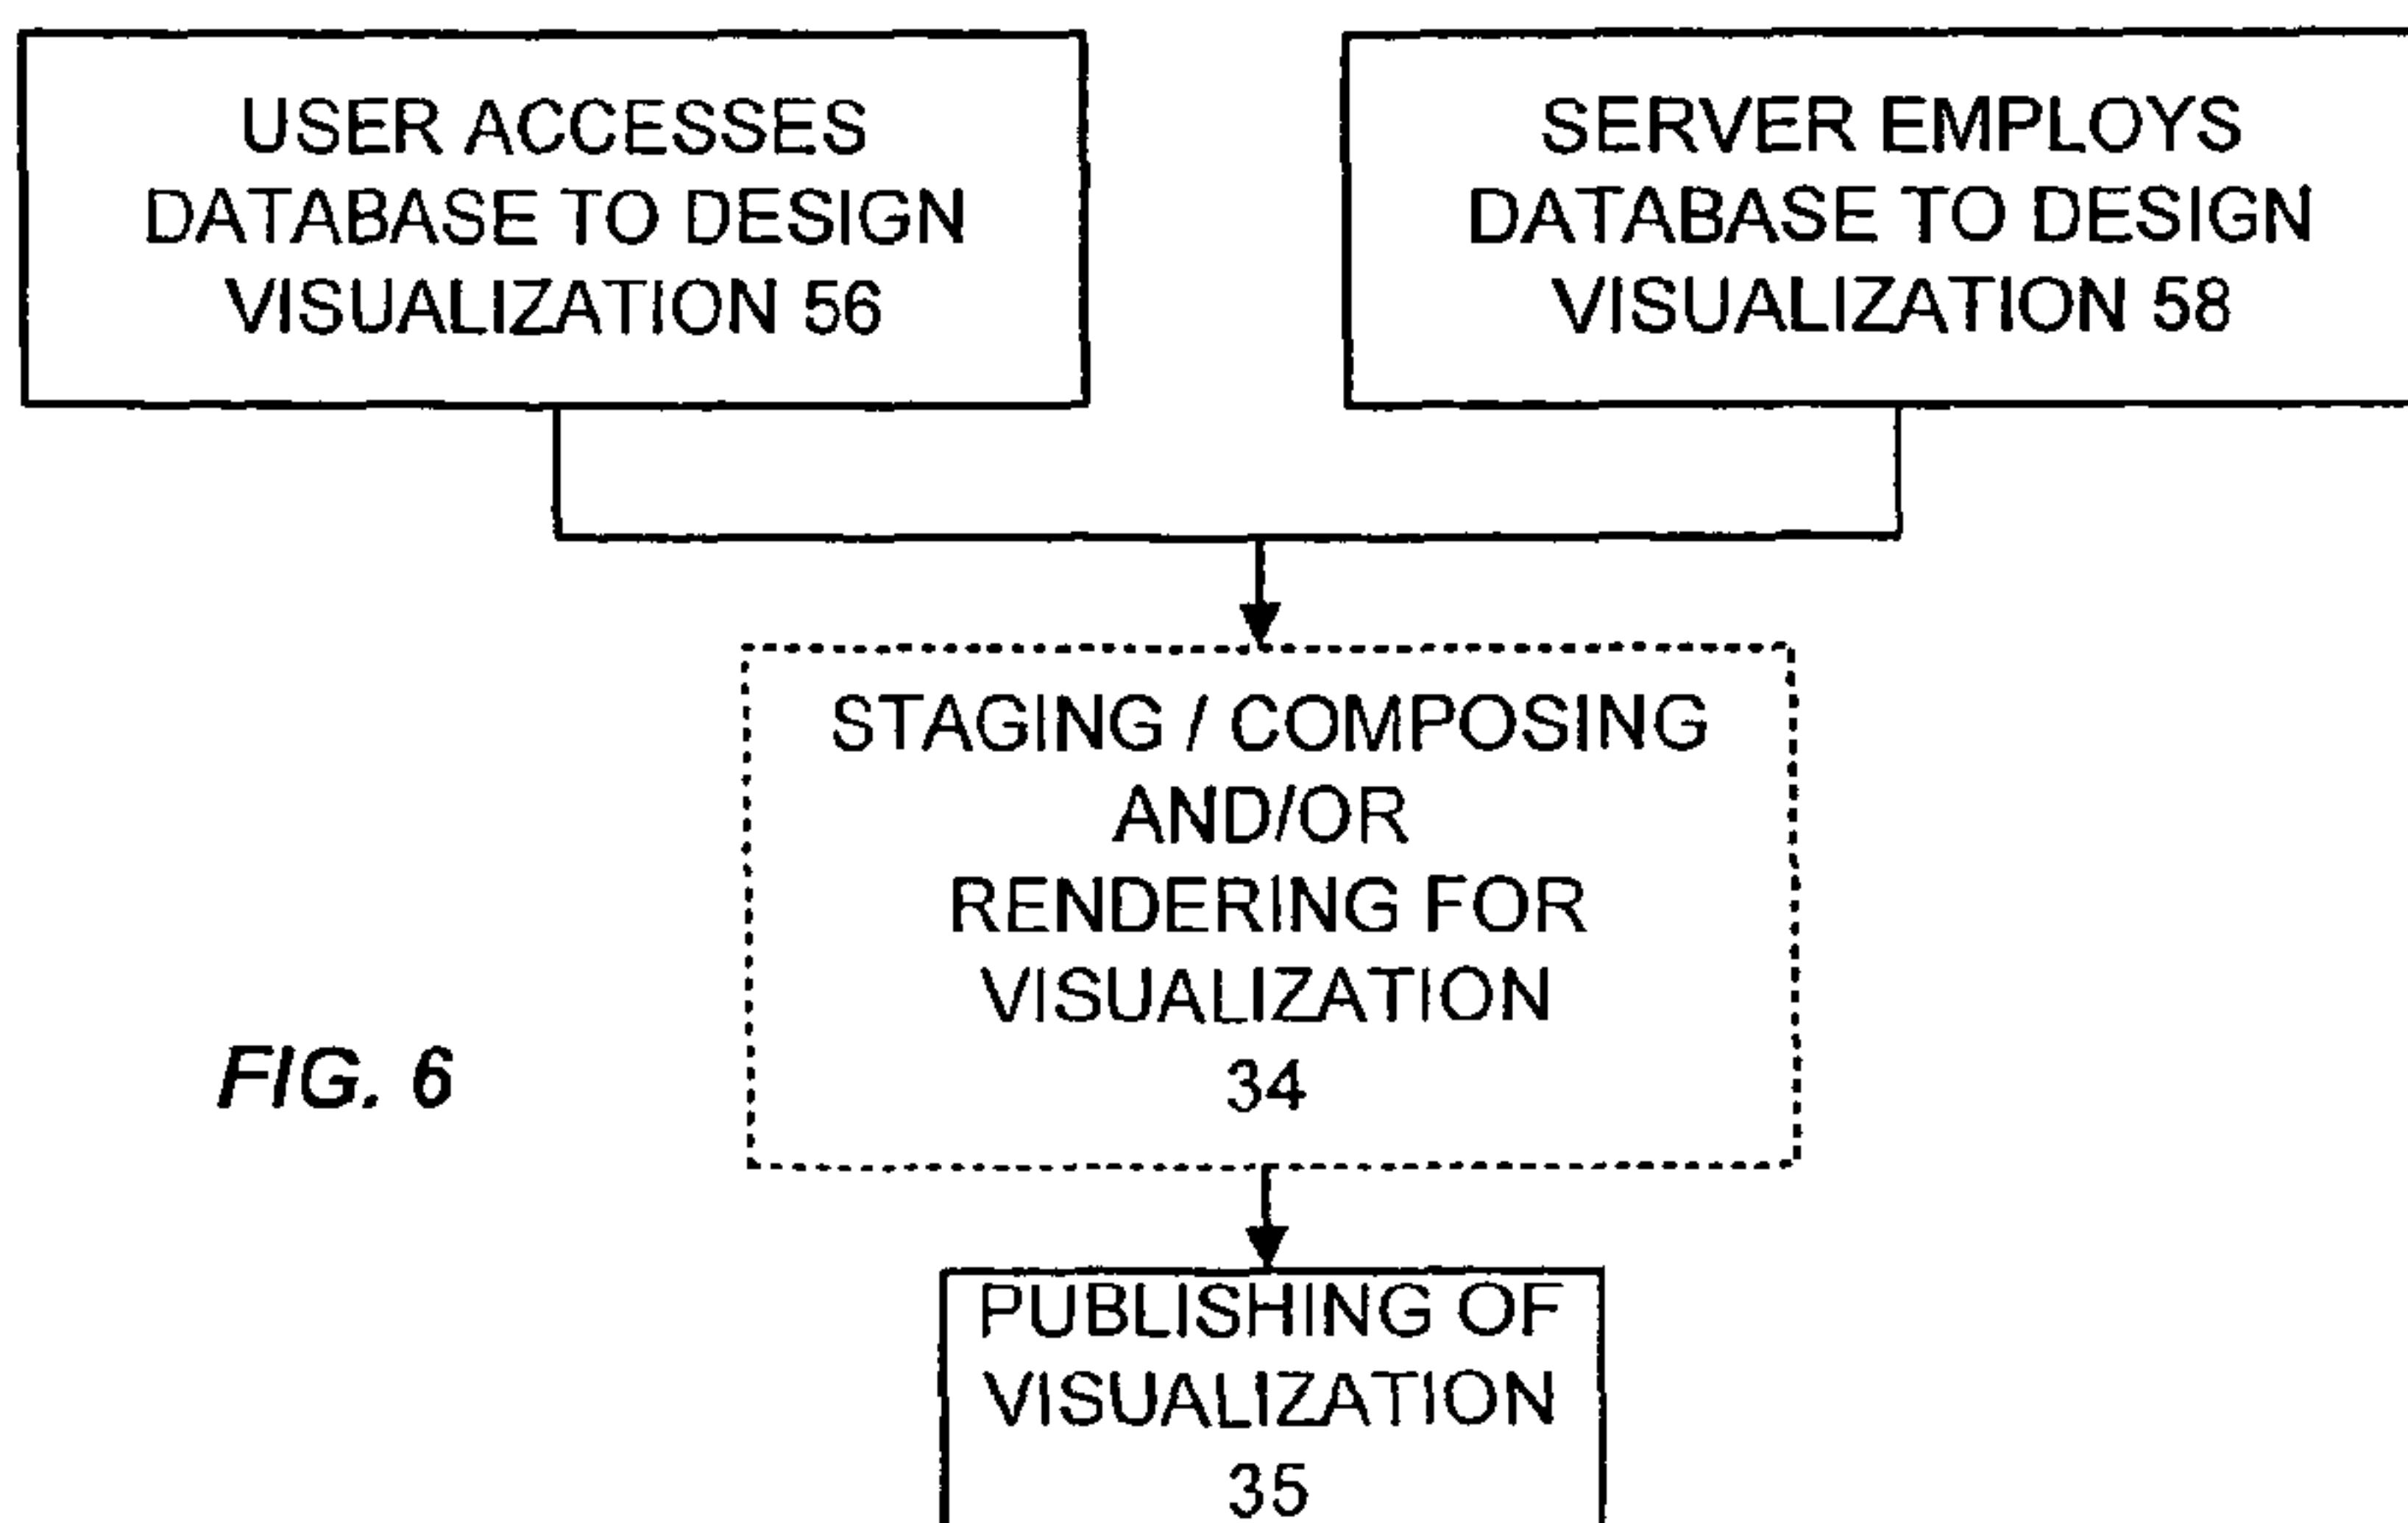 USER ACCESSES
DATABASE TO DESIGN
VISUALIZATION 56
SERVER EMPLOYS
DATABASE TO DESIGN
VISUALIZATION 58
STAGING / COMPOSING
AND/OR
RENDERING FOR
VISUALIZATION
34
FIG. 6
PUBLISHING OF
VISUALIZATION
35